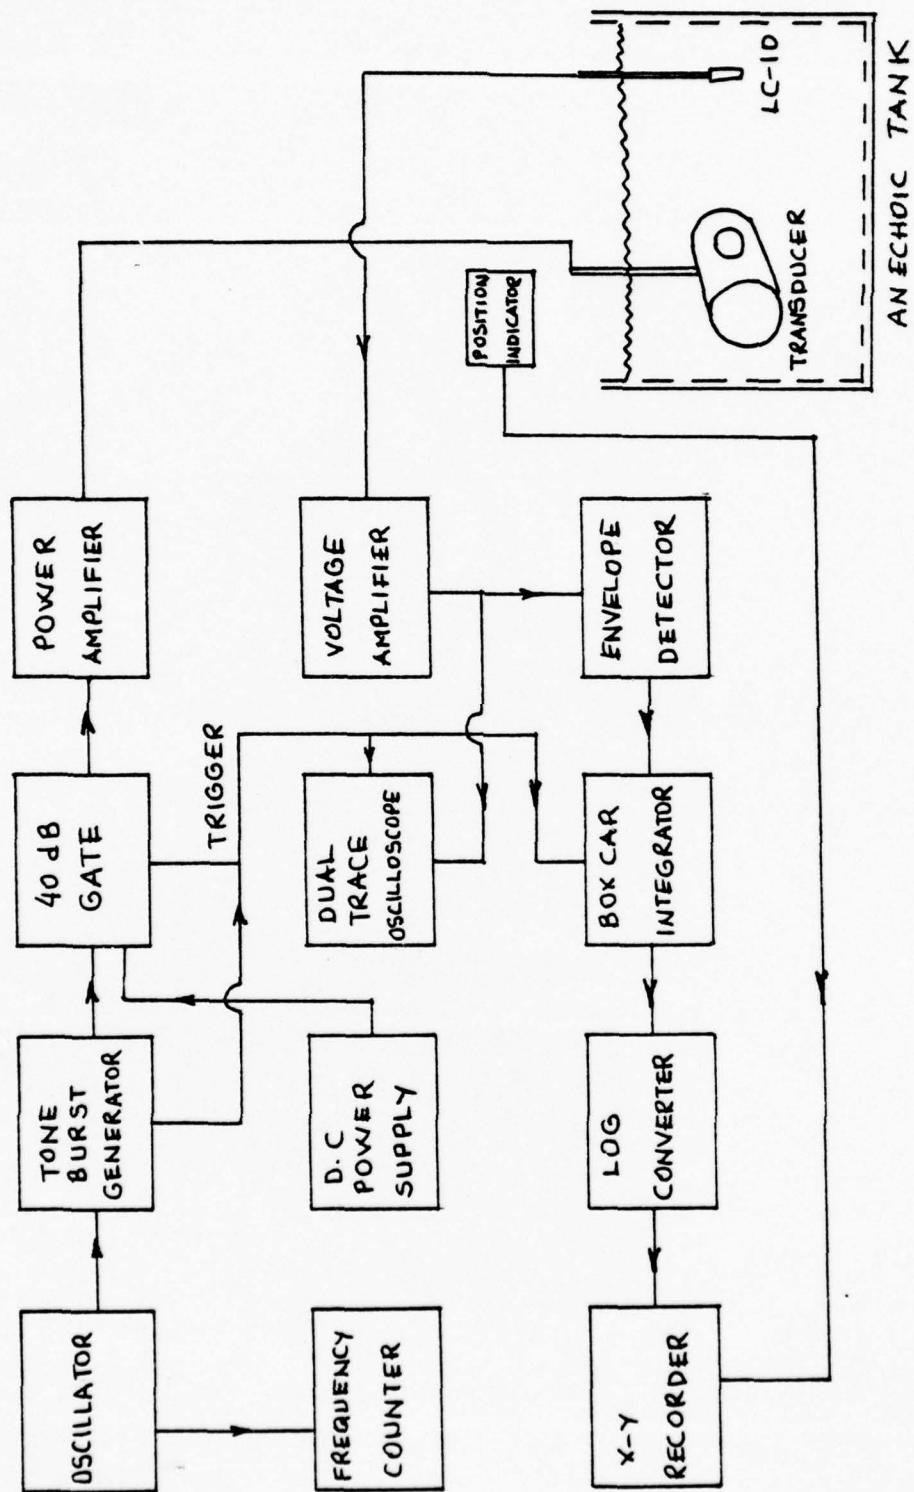 OSCILLATOR
TONE
BURST
GENERATOR
40 dB
GATE
POWER
AMPLIFIER
TRIGGER
FREQUENCY
COUNTER
D.C
POWER
SUPPLY
DUAL
TRACE
OSCILLOSCOPE
VOLTAGE
AMPLIFIER
POSITION
INDICATOR
X-Y
RECORDER
LOG
CONVERTER
BOX CAR
INTEGRATOR
ENVELOPE
DETECTOR
TRANSDUCER
LC-10
ANECHOIC TANK